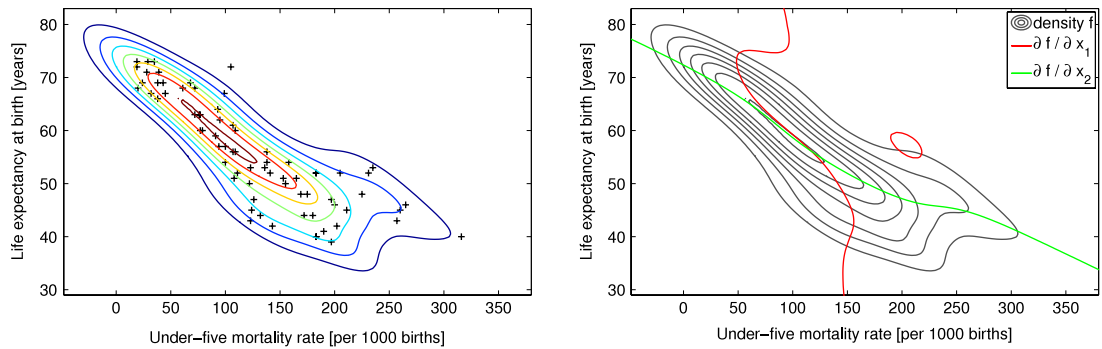 80
70
60
50
40
30
Life expectancy at birth [years]
0 50 100 150 200 250 300 350
Under−five mortality rate [per 1000 births]
80
70
60
50
40
30
Life expectancy at birth [years]
0 50 100 150 200 250 300 350
Under−five mortality rate [per 1000 births]
density f
∂ f / ∂ x₁
∂ f / ∂ x₂